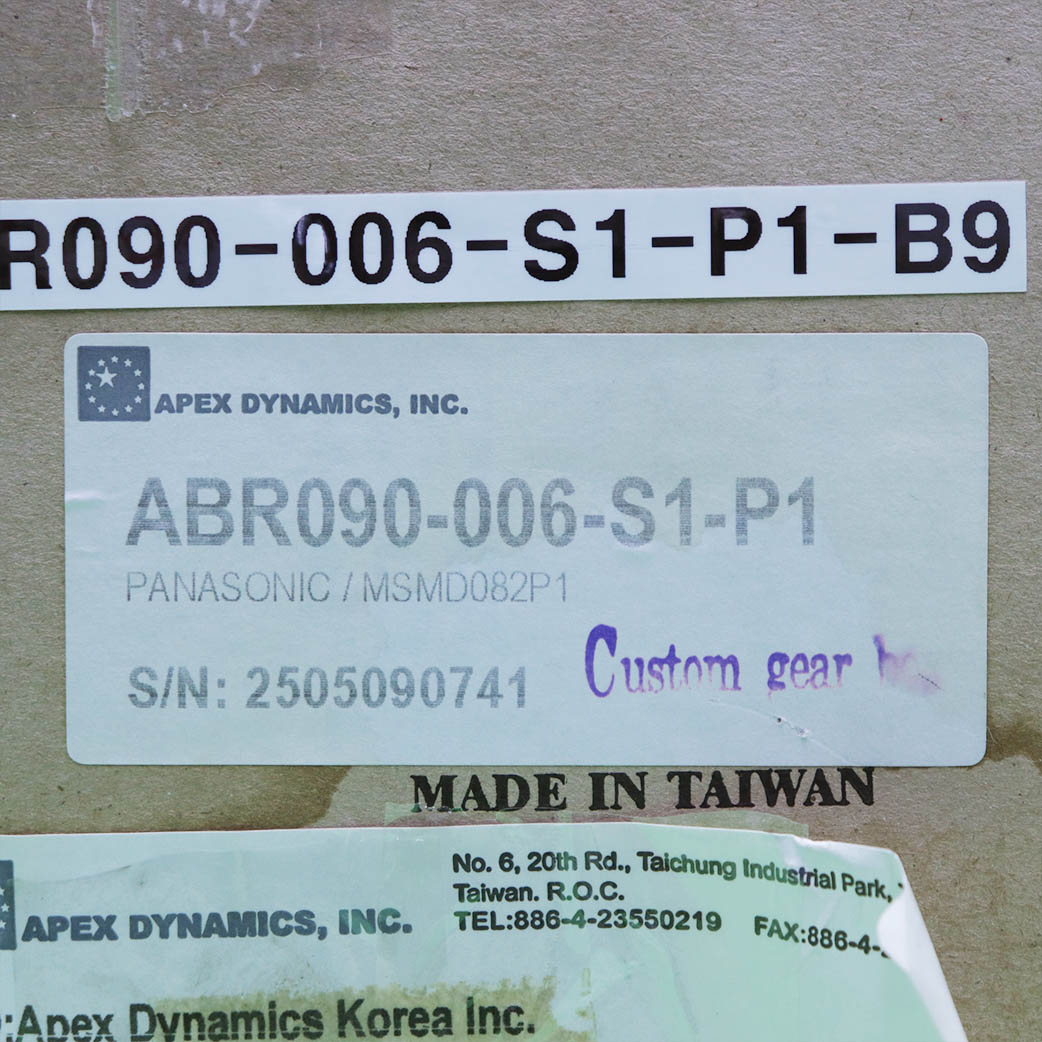 R090-006-S1-P1-B9
APEX DYNAMICS, INC.
ABR090-006-S1-P1
PANASONIC / MSMD082P1
S/N: 2505090741
Custom gear
MADE IN TAIWAN
No. 6, 20th Rd., Taichung Industrial Park,
Taiwan. R.O.C.
TEL:886-4-23550219 FAX:886-4-
APEX DYNAMICS, INC.
:Apex Dynamics Korea Inc.